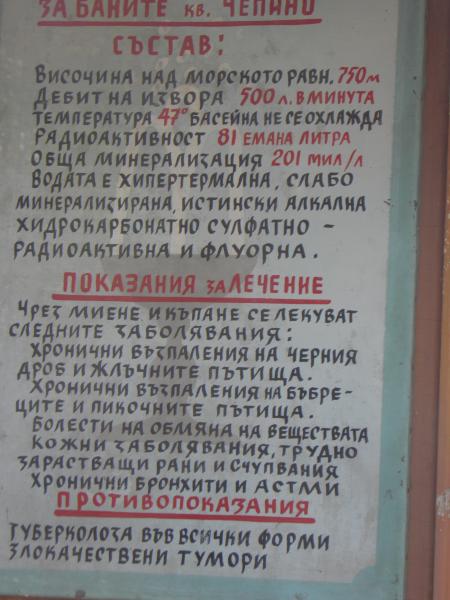 ЗА БАНИТЕ КВ. ЧЕПИНО
СЪСТАВ:
ВИСОЧИНА НАД МОРСКОТО РАВН. 750 м
ДЕБИТ НА ИЗВОРА 500 л. В МИНУТА
ТЕМПЕРАТУРА 47° БАСЕЙНА НЕ СЕ ОХЛАЖДА
РАДИОАКТИВНОСТ 81 ЕМАНА ЛИТРА
ОБЩА МИНЕРАЛИЗАЦИЯ 201 МИЛ/Л
ВОДАТА Е ХИПЕРТЕРМАЛНА, СЛАБО
МИНЕРАЛИЗИРАНА, ИСТИНСКИ АЛКАЛНА
ХИДРОКАРБОНАТНО СУЛФАТНО -
РАДИОАКТИВНА И ФЛУОРНА.
ПОКАЗАНИЯ ЗА ЛЕЧЕНИЕ
ЧРЕЗ МИЕНЕ И КЪПАНЕ СЕ ЛЕКУВАТ
СЛЕДНИТЕ ЗАБОЛЯВАНИЯ:
ХРОНИЧНИ ВЪЗПАЛЕНИЯ НА ЧЕРНИЯ
ДРОБ И ЖЛЪЧНИТЕ ПЪТИЩА.
ХРОНИЧНИ ВЪЗПАЛЕНИЯ НА БЪБРЕ-
ЦИТЕ И ПИКОЧНИТЕ ПЪТИЩА.
БОЛЕСТИ НА ОБМЯНА НА ВЕЩЕСТВАТА
КОЖНИ ЗАБОЛЯВАНИЯ, ТРУДНО
ЗАРАСТВАЩИ РАНИ И СЧУПВАНИЯ
ХРОНИЧНИ БРОНХИТИ И АСТМИ
ПРОТИВОПОКАЗАНИЯ
ТУБЕРКОЛОЗА ВЪВ ВСИЧКИ ФОРМИ
ЗЛОКАЧЕСТВЕНИ ТУМОРИ